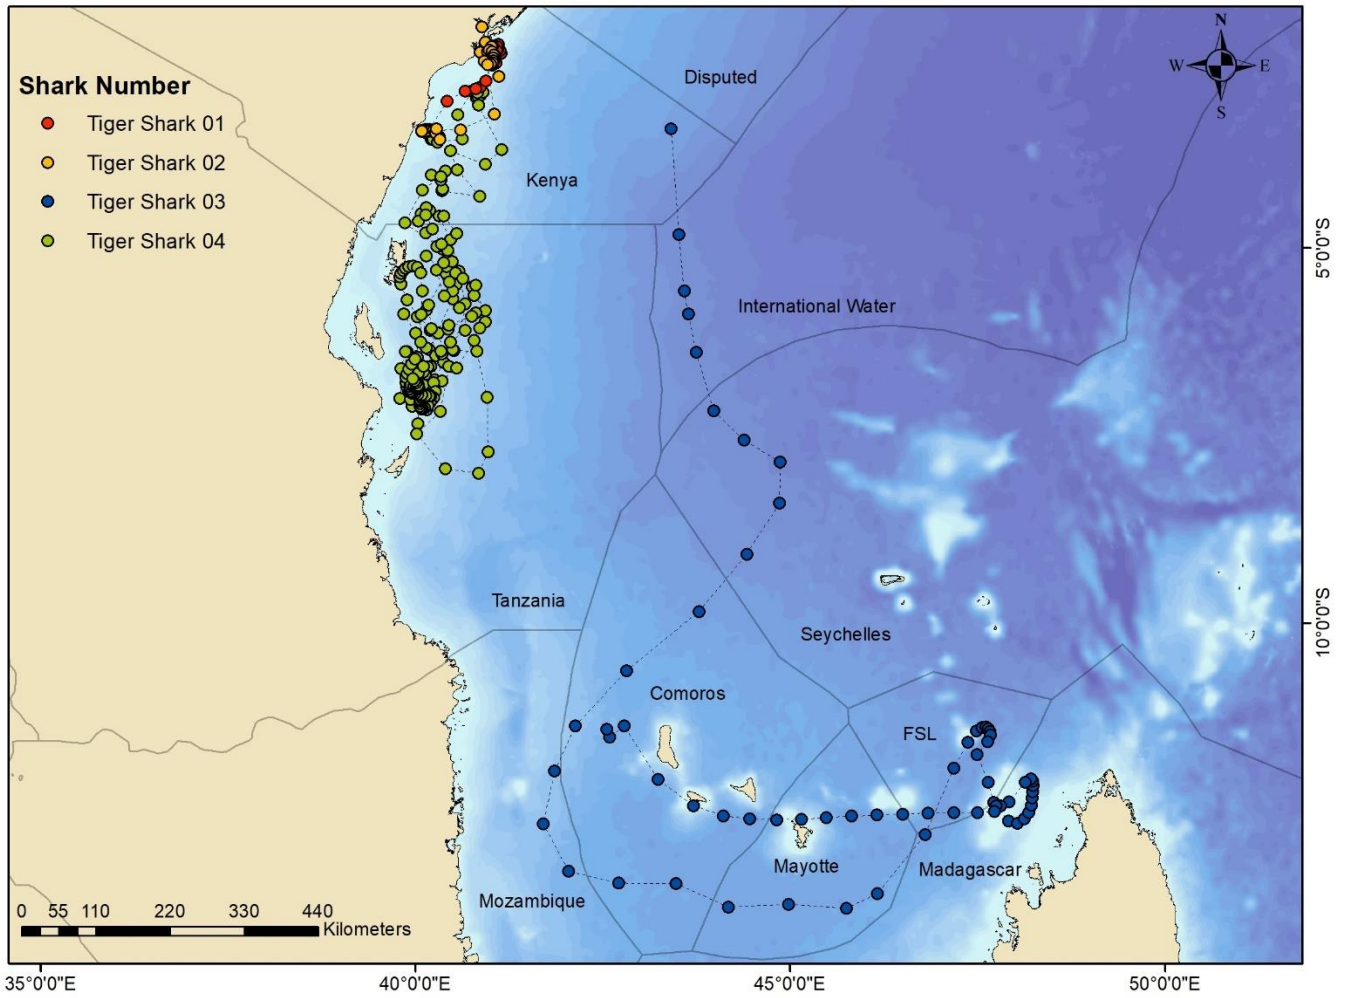 N
W E
S
Disputed
Shark Number
Tiger Shark 01
Tiger Shark 02
Tiger Shark 03
Tiger Shark 04
Kenya
5°0'0"S
International Water
Tanzania
Seychelles
10°0'0"S
Comoros
FSL
Mayotte
Madagascar
Mozambique
0 55 110 220 330 440
Kilometers
35°0'0"E 40°0'0"E 45°0'0"E 50°0'0"E